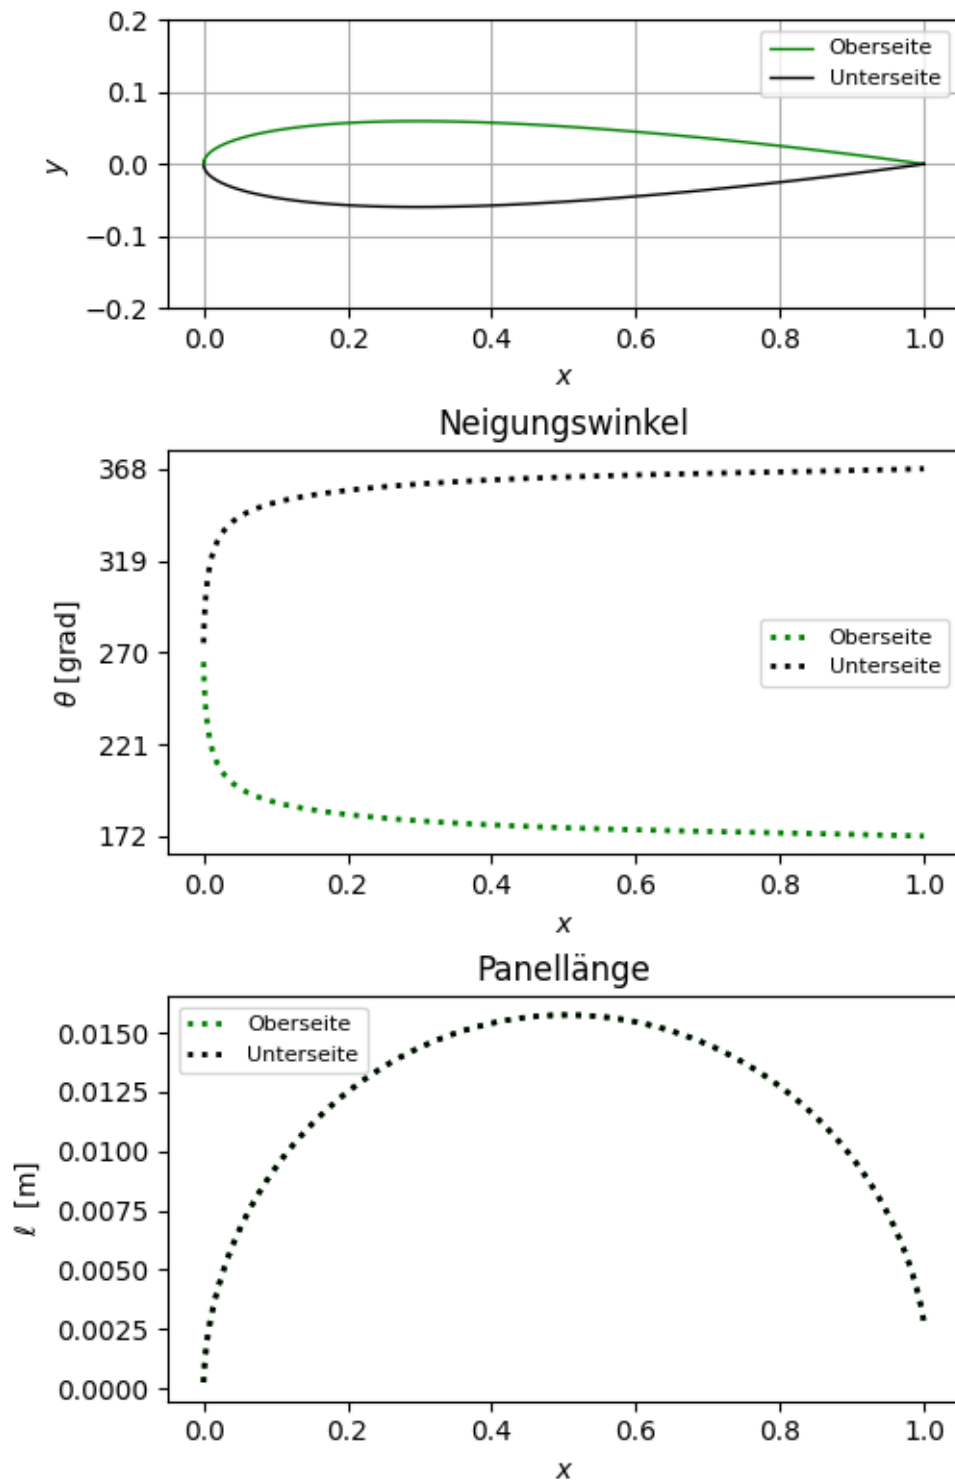 0.2
0.1
0.0
−0.1
−0.2
y
Oberseite
Unterseite
0.0 0.2 0.4 0.6 0.8 1.0
x
Neigungswinkel
368
319
270
221
172
θ [grad]
Oberseite
Unterseite
0.0 0.2 0.4 0.6 0.8 1.0
x
Panellänge
0.0150
0.0125
0.0100
0.0075
0.0050
0.0025
0.0000
ℓ [m]
Oberseite
Unterseite
0.0 0.2 0.4 0.6 0.8 1.0
x